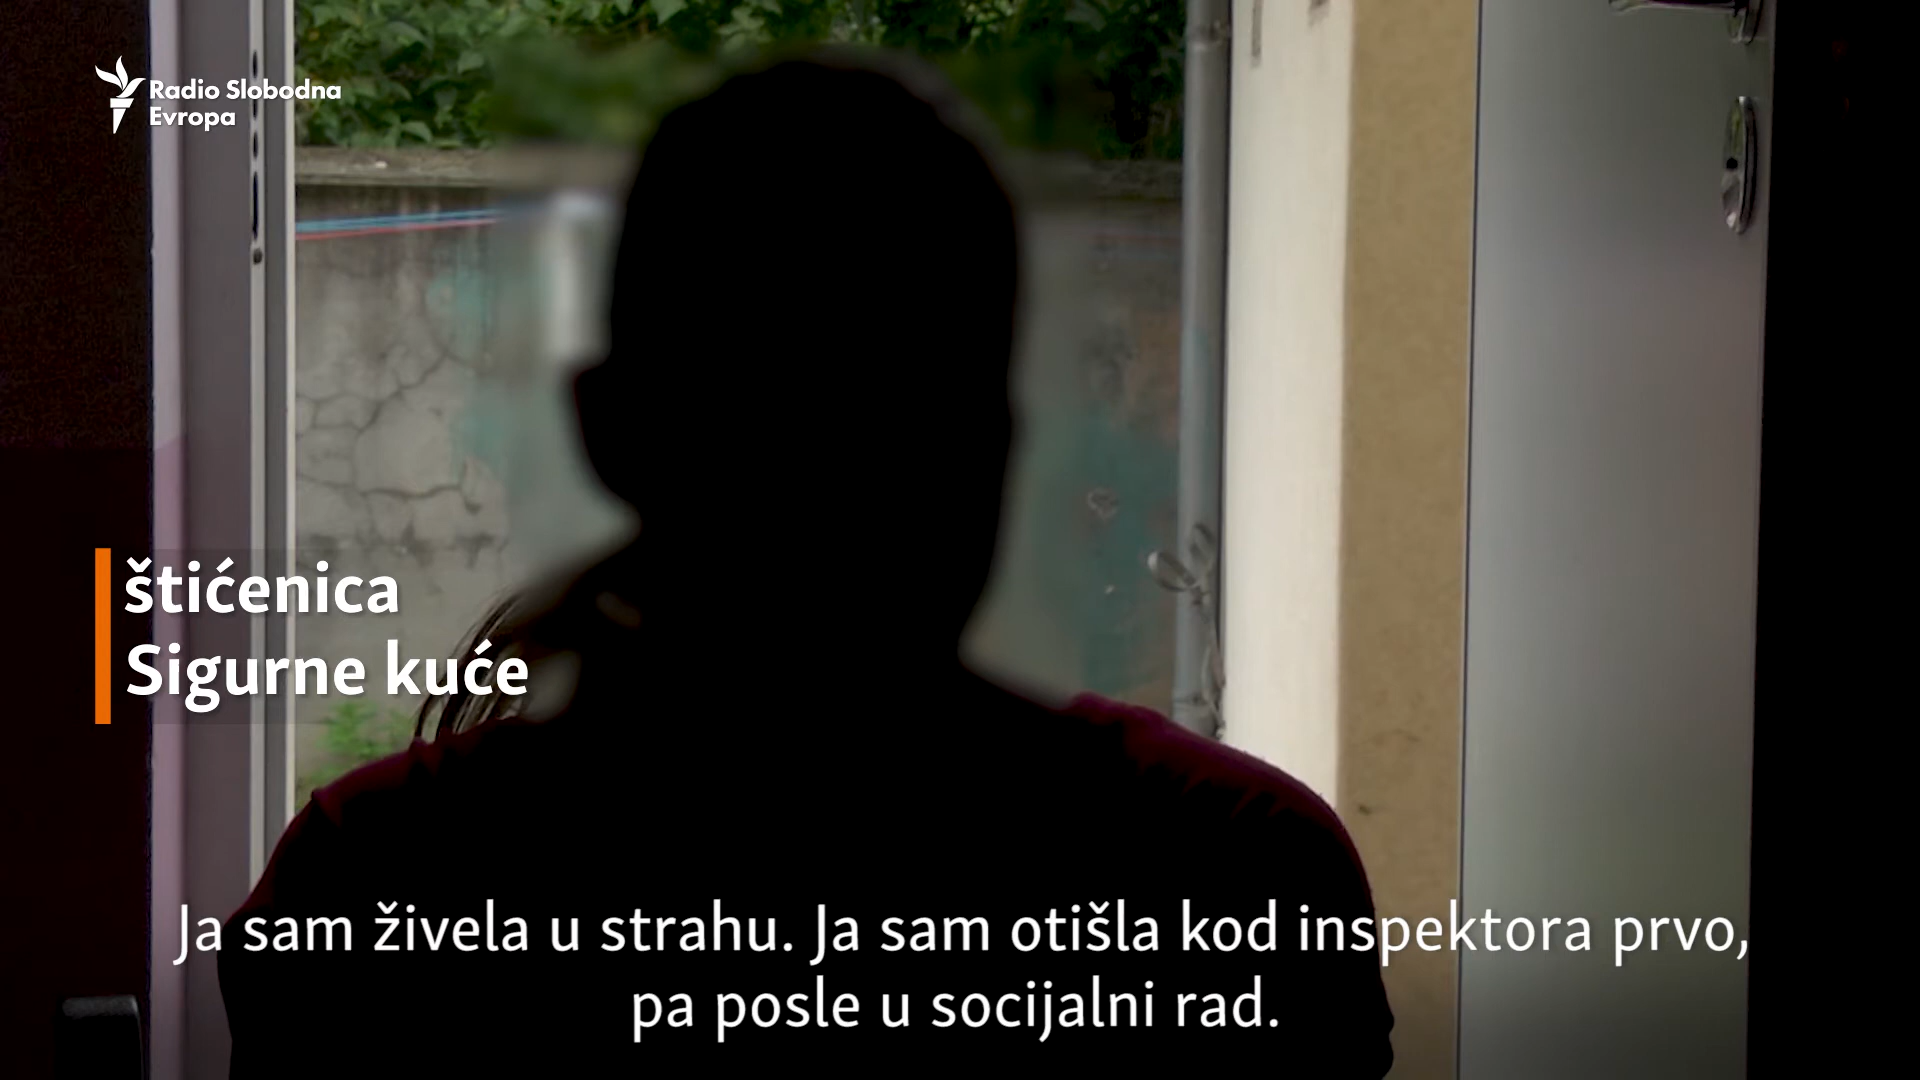 Radio Slobodna
Evropa
štićenica
Sigurne kuće
Ja sam živela u strahu. Ja sam otišla kod inspektora prvo,
pa posle u socijalni rad.